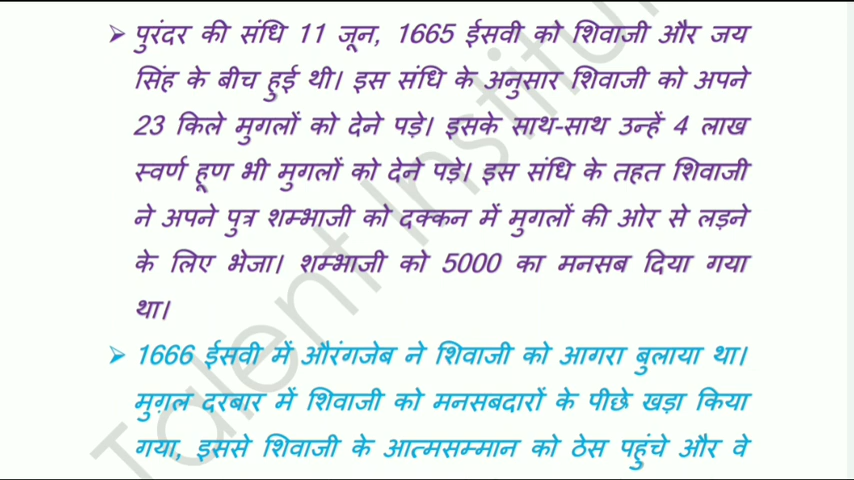 ➢ पुरंदर की संधि 11 जून, 1665 ईसवी को शिवाजी और जय
सिंह के बीच हुई थी। इस संधि के अनुसार शिवाजी को अपने
23 किले मुगलों को देने पड़े। इसके साथ-साथ उन्हें 4 लाख
स्वर्ण हूण भी मुगलों को देने पड़े। इस संधि के तहत शिवाजी
ने अपने पुत्र शम्भाजी को दक्कन में मुगलों की ओर से लड़ने
के लिए भेजा। शम्भाजी को 5000 का मनसब दिया गया
था।
➢ 1666 ईसवी में औरंगजेब ने शिवाजी को आगरा बुलाया था।
मुग़ल दरबार में शिवाजी को मनसबदारों के पीछे खड़ा किया
गया, इससे शिवाजी के आत्मसम्मान को ठेस पहुंचे और वे
Talent Institut